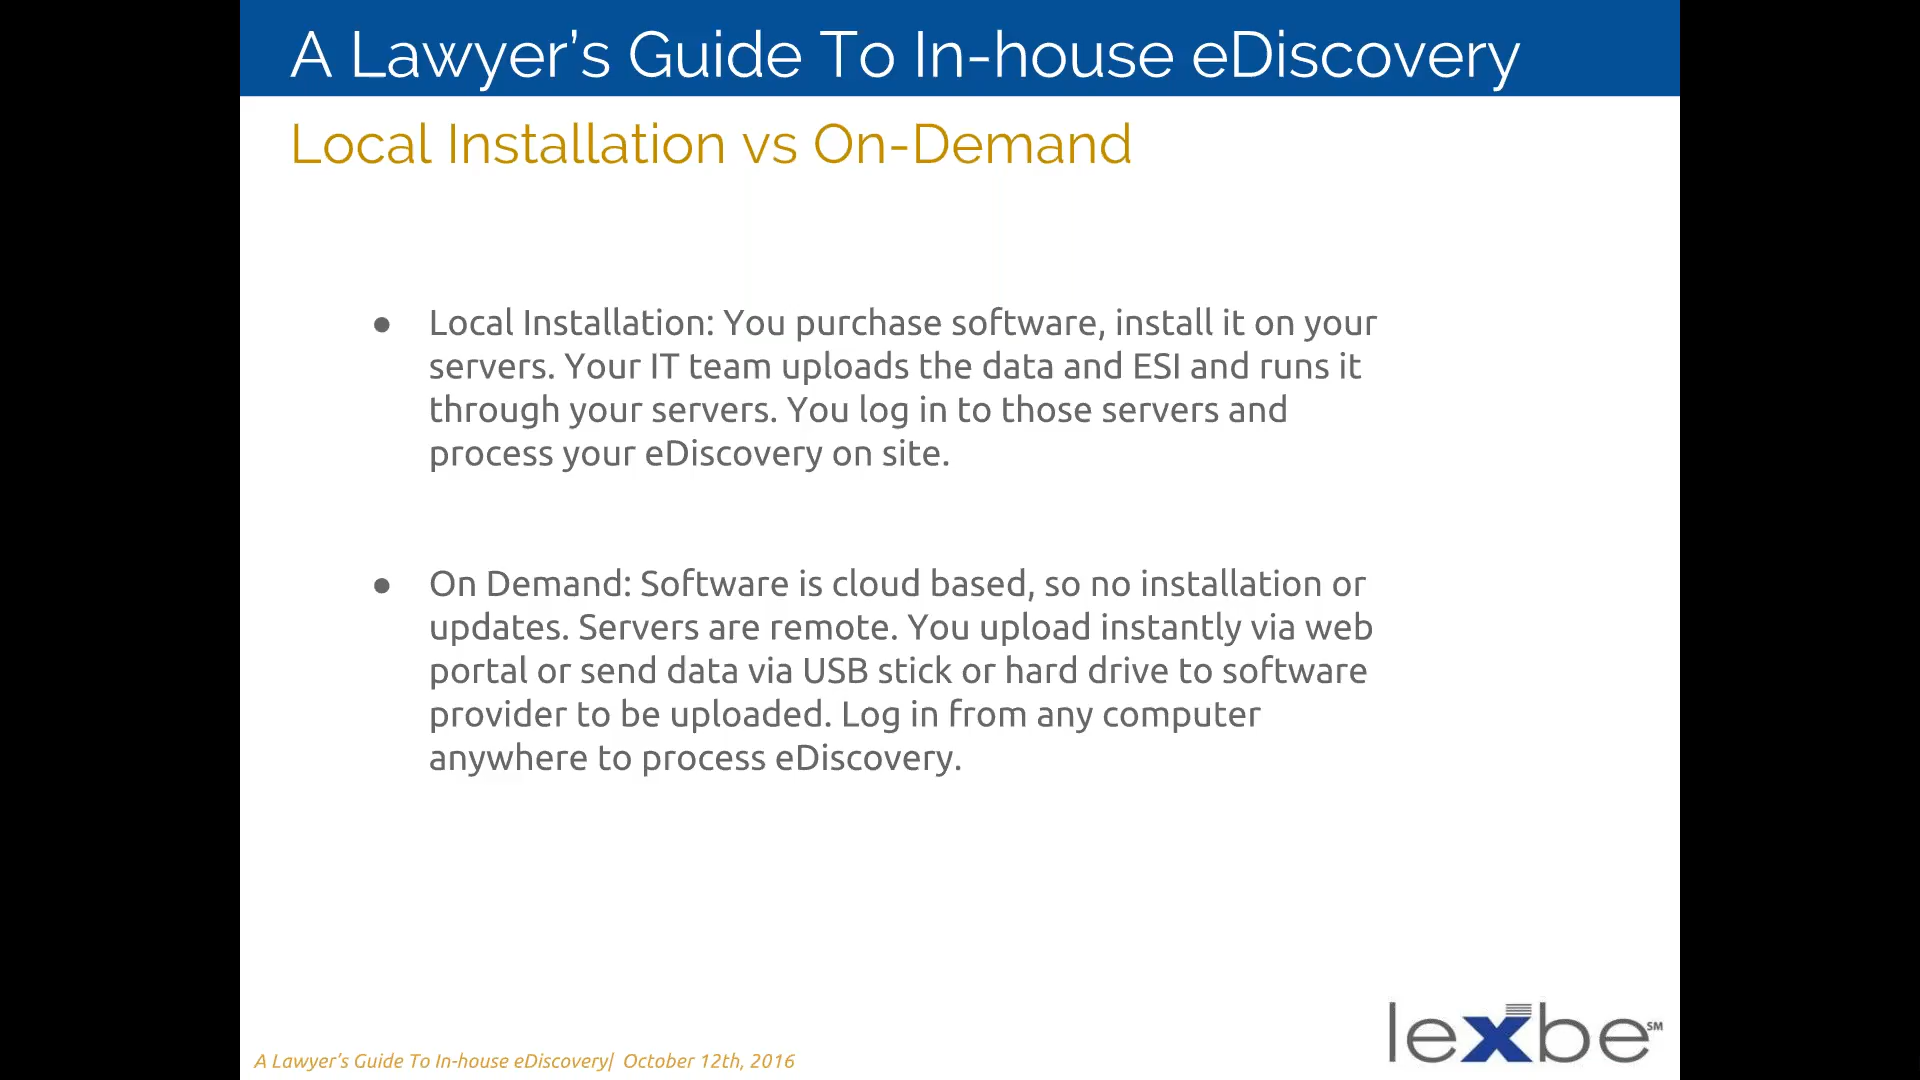 A Lawyer’s Guide To In-house eDiscovery
Local Installation vs On-Demand
● Local Installation: You purchase software, install it on your
servers. Your IT team uploads the data and ESI and runs it
through your servers. You log in to those servers and
process your eDiscovery on site.
● On Demand: Software is cloud based, so no installation or
updates. Servers are remote. You upload instantly via web
portal or send data via USB stick or hard drive to software
provider to be uploaded. Log in from any computer
anywhere to process eDiscovery.
lexbe SM
A Lawyer’s Guide To In-house eDiscovery| October 12th, 2016